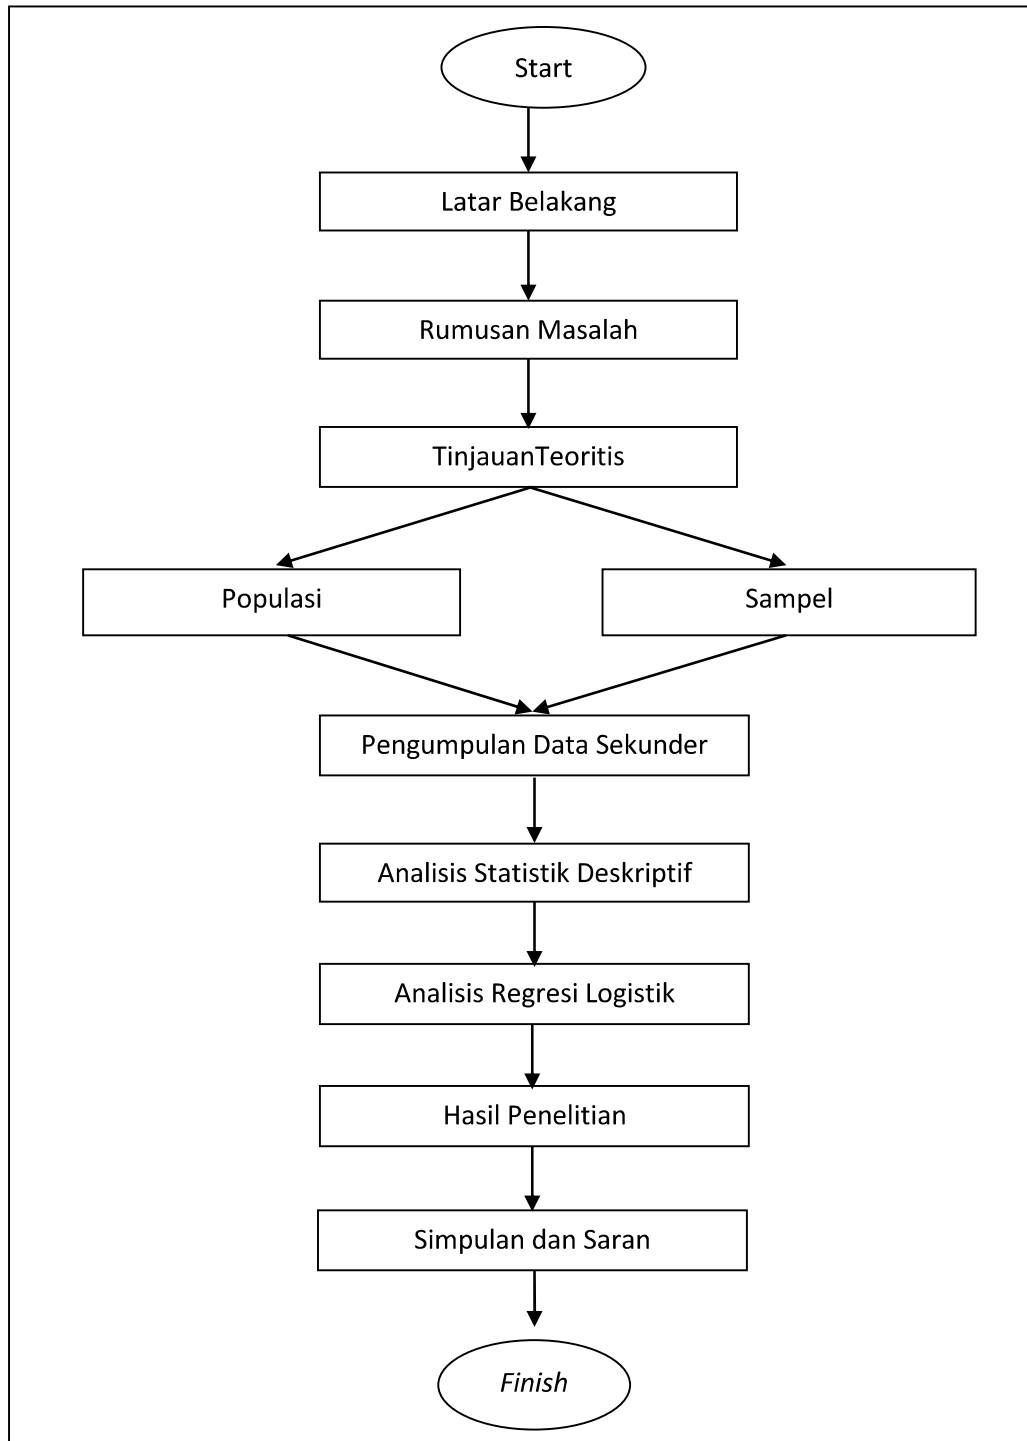 Start
Latar Belakang
Rumusan Masalah
TinjauanTeoritis
Populasi
Sampel
Pengumpulan Data Sekunder
Analisis Statistik Deskriptif
Analisis Regresi Logistik
Hasil Penelitian
Simpulan dan Saran
Finish